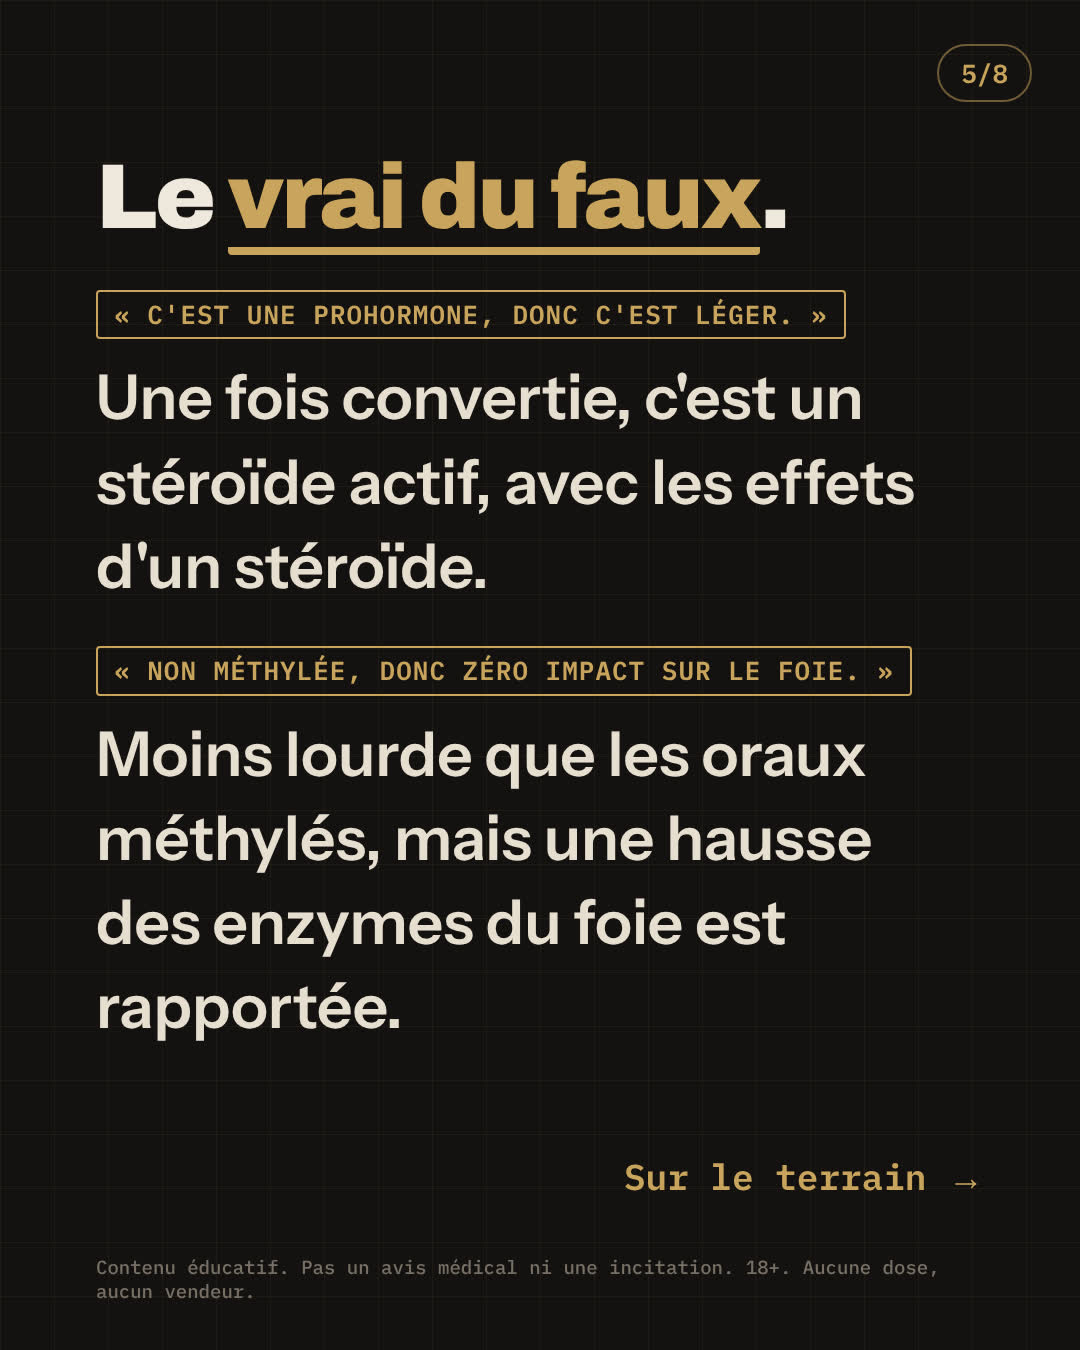 5/8
Le vrai du faux.
« C'EST UNE PROHORMONE, DONC C'EST LÉGER. »
Une fois convertie, c'est un
stéroïde actif, avec les effets
d'un stéroïde.
« NON MÉTHYLÉE, DONC ZÉRO IMPACT SUR LE FOIE. »
Moins lourde que les oraux
méthylés, mais une hausse
des enzymes du foie est
rapportée.
Sur le terrain →
Contenu éducatif. Pas un avis médical ni une incitation. 18+. Aucune dose,
aucun vendeur.